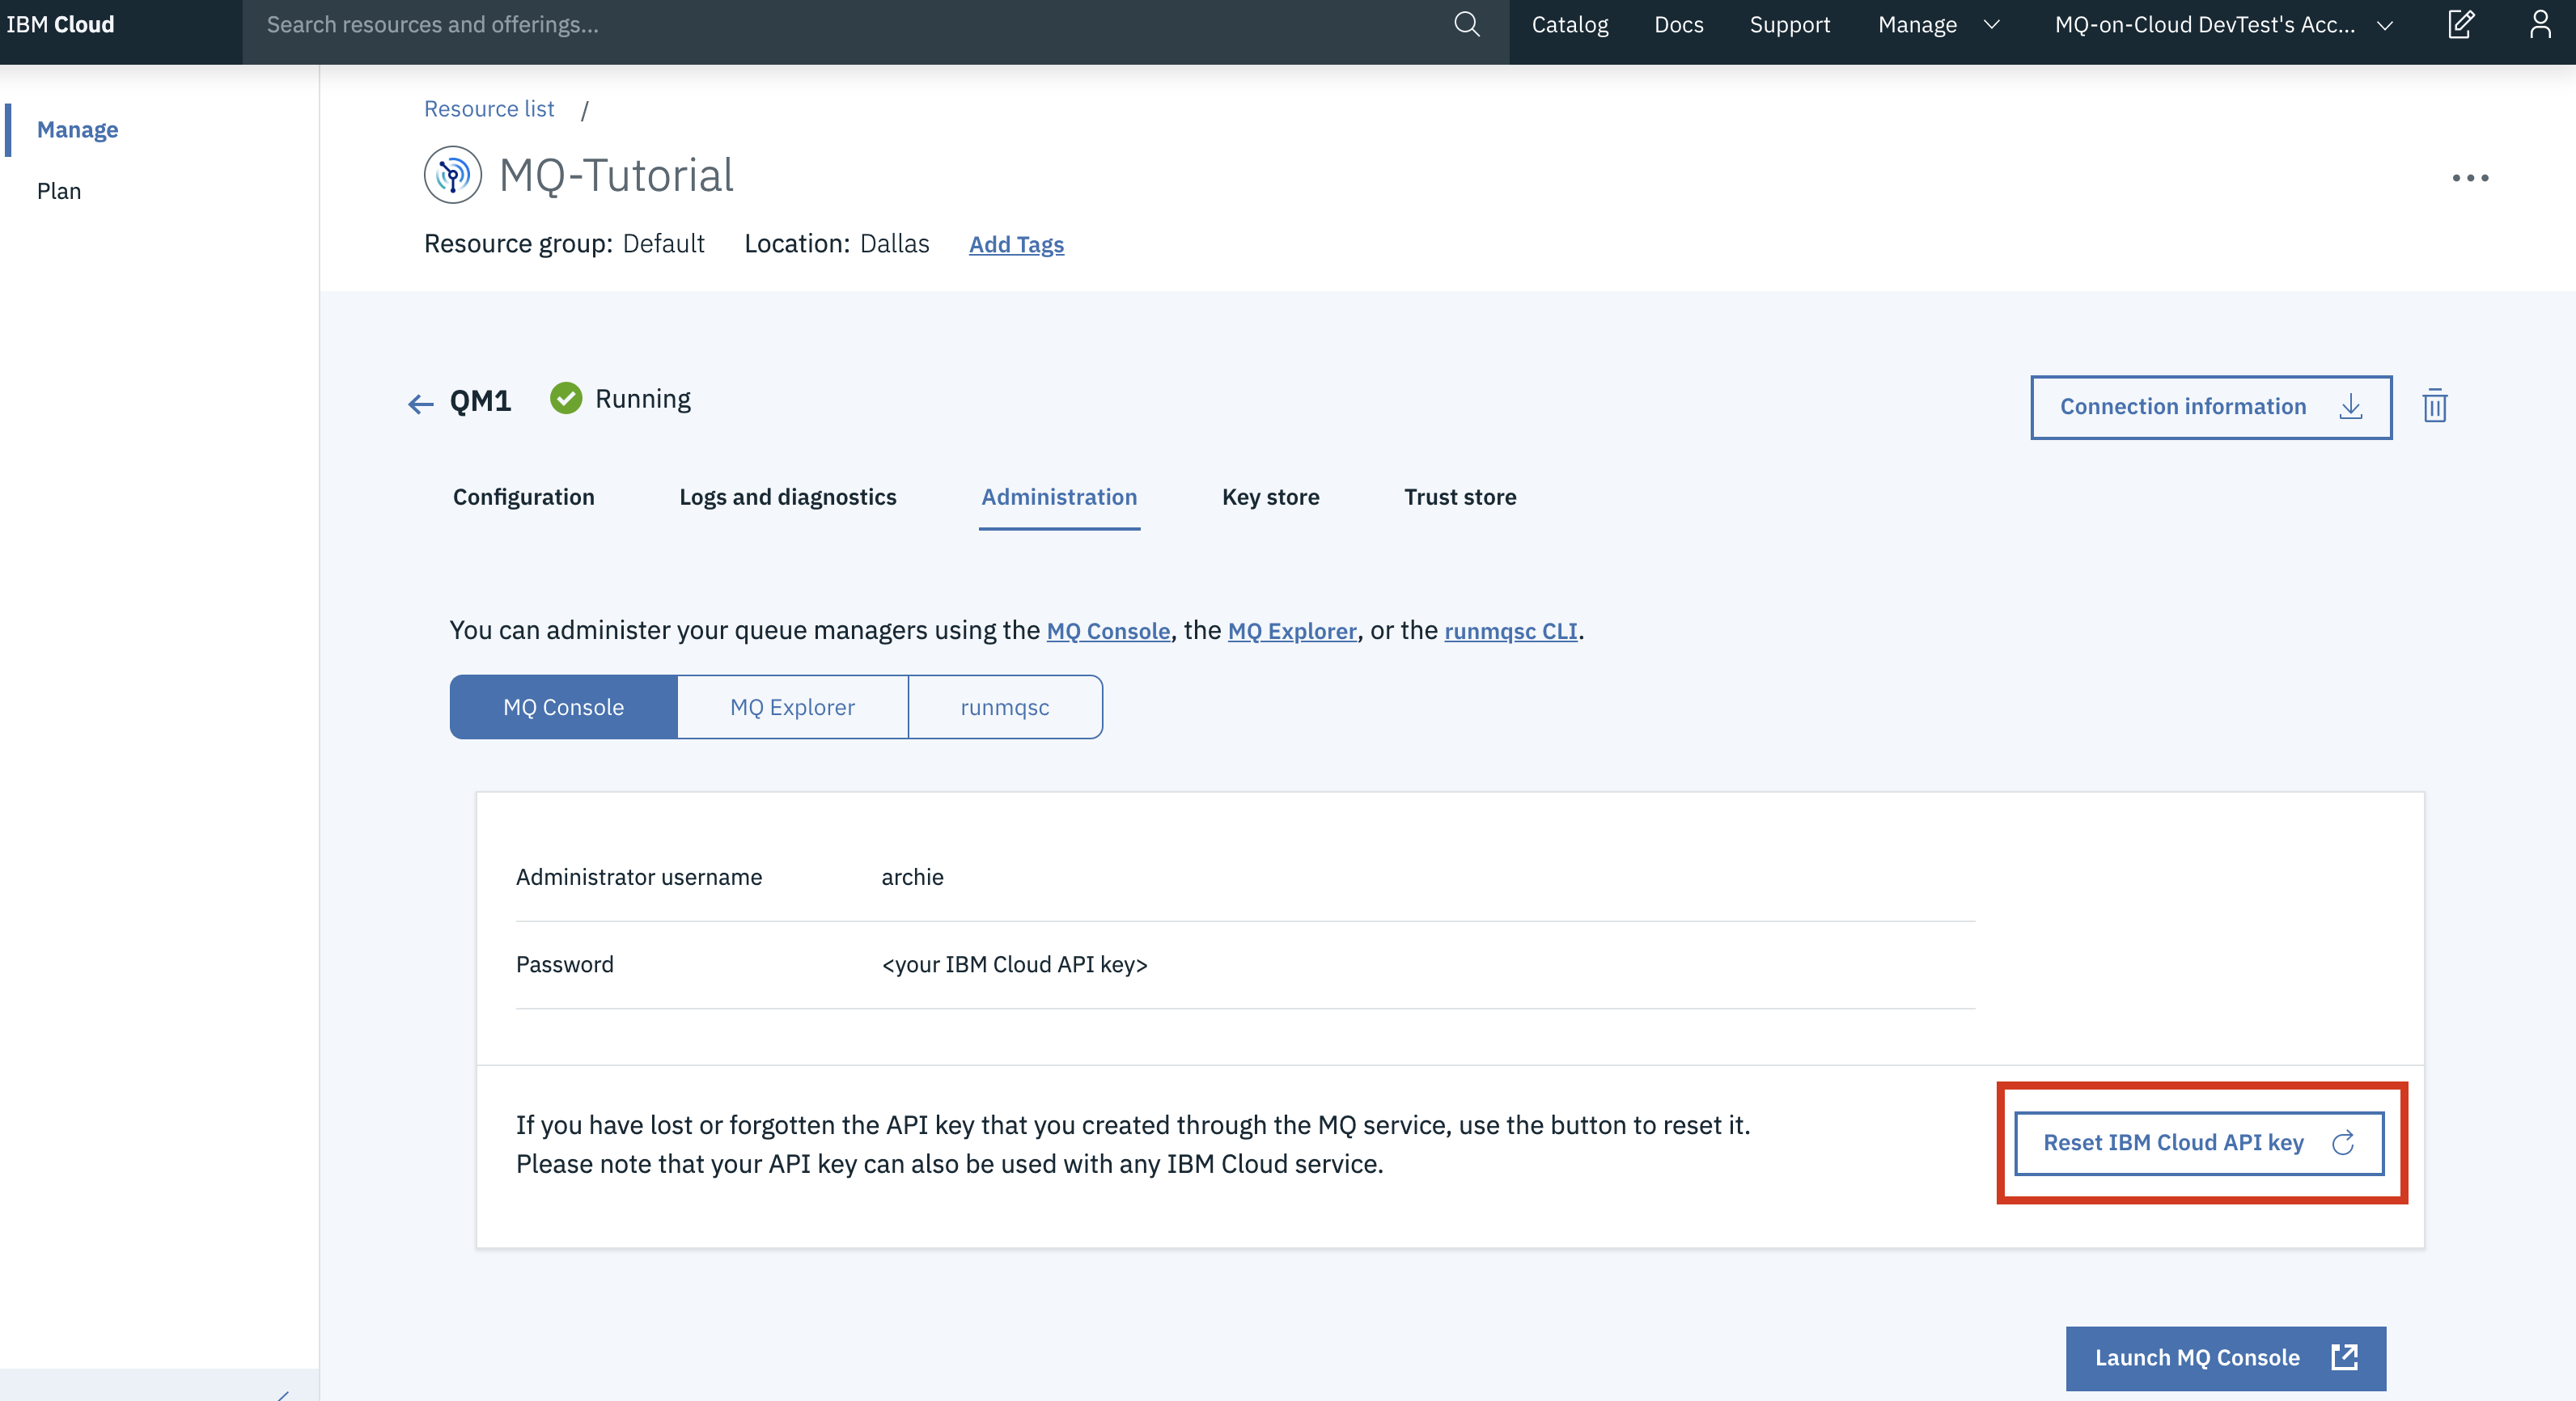 IBM Cloud
Search resources and offerings...
Catalog
Docs
Support
Manage
MQ-on-Cloud DevTest's Acc...
Manage
Plan
Resource list /
MQ-Tutorial
Resource group: Default Location: Dallas Add Tags
QM1 Running
Connection information
Configuration
Logs and diagnostics
Administration
Key store
Trust store
You can administer your queue managers using the MQ Console, the MQ Explorer, or the runmqsc CLI.
MQ Console
MQ Explorer
runmqsc
Administrator username archie
Password <your IBM Cloud API key>
If you have lost or forgotten the API key that you created through the MQ service, use the button to reset it.
Please note that your API key can also be used with any IBM Cloud service.
Reset IBM Cloud API key
Launch MQ Console